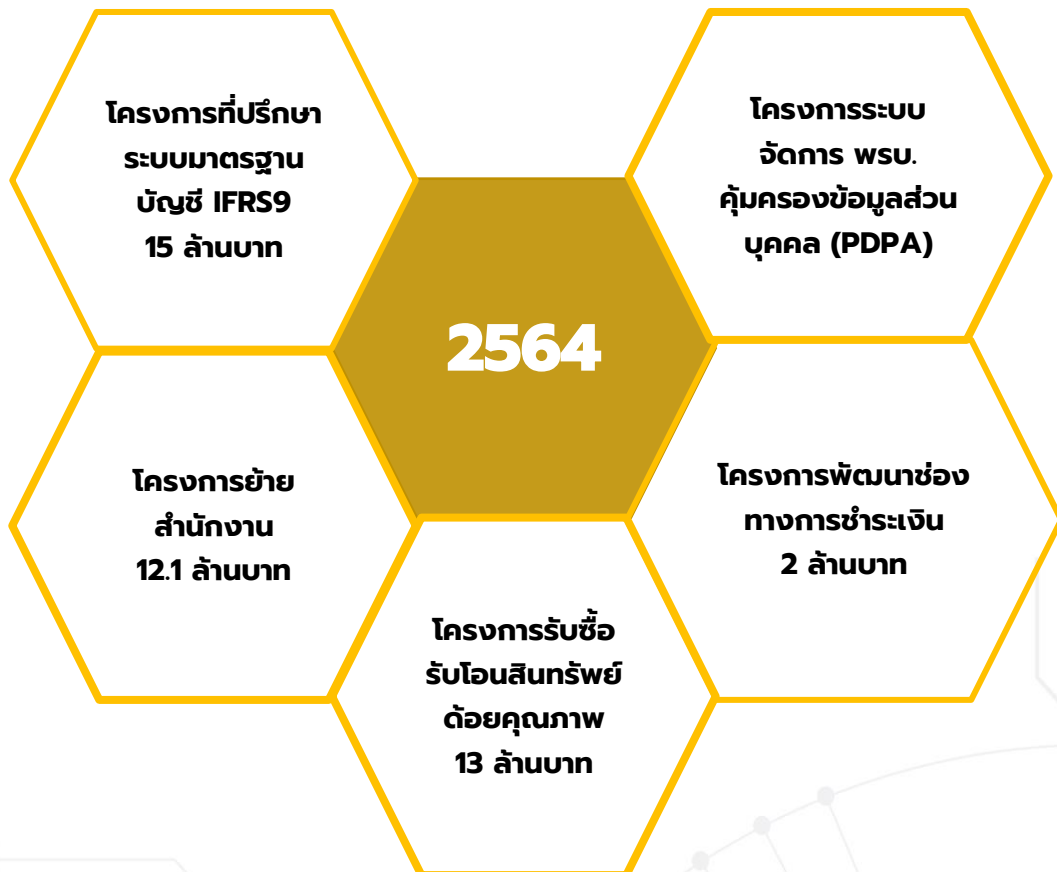 โครงการที่ปรึกษา
ระบบมาตรฐาน
บัญชี IFRS9
15 ล้านบาท
โครงการระบบ
จัดการ พรบ.
คุ้มครองข้อมูลส่วน
บุคคล (PDPA)
2564
โครงการย้าย
สำนักงาน
12.1 ล้านบาท
โครงการพัฒนาช่อง
ทางการชำระเงิน
2 ล้านบาท
โครงการรับซื้อ
รับโอนสินทรัพย์
ด้อยคุณภาพ
13 ล้านบาท